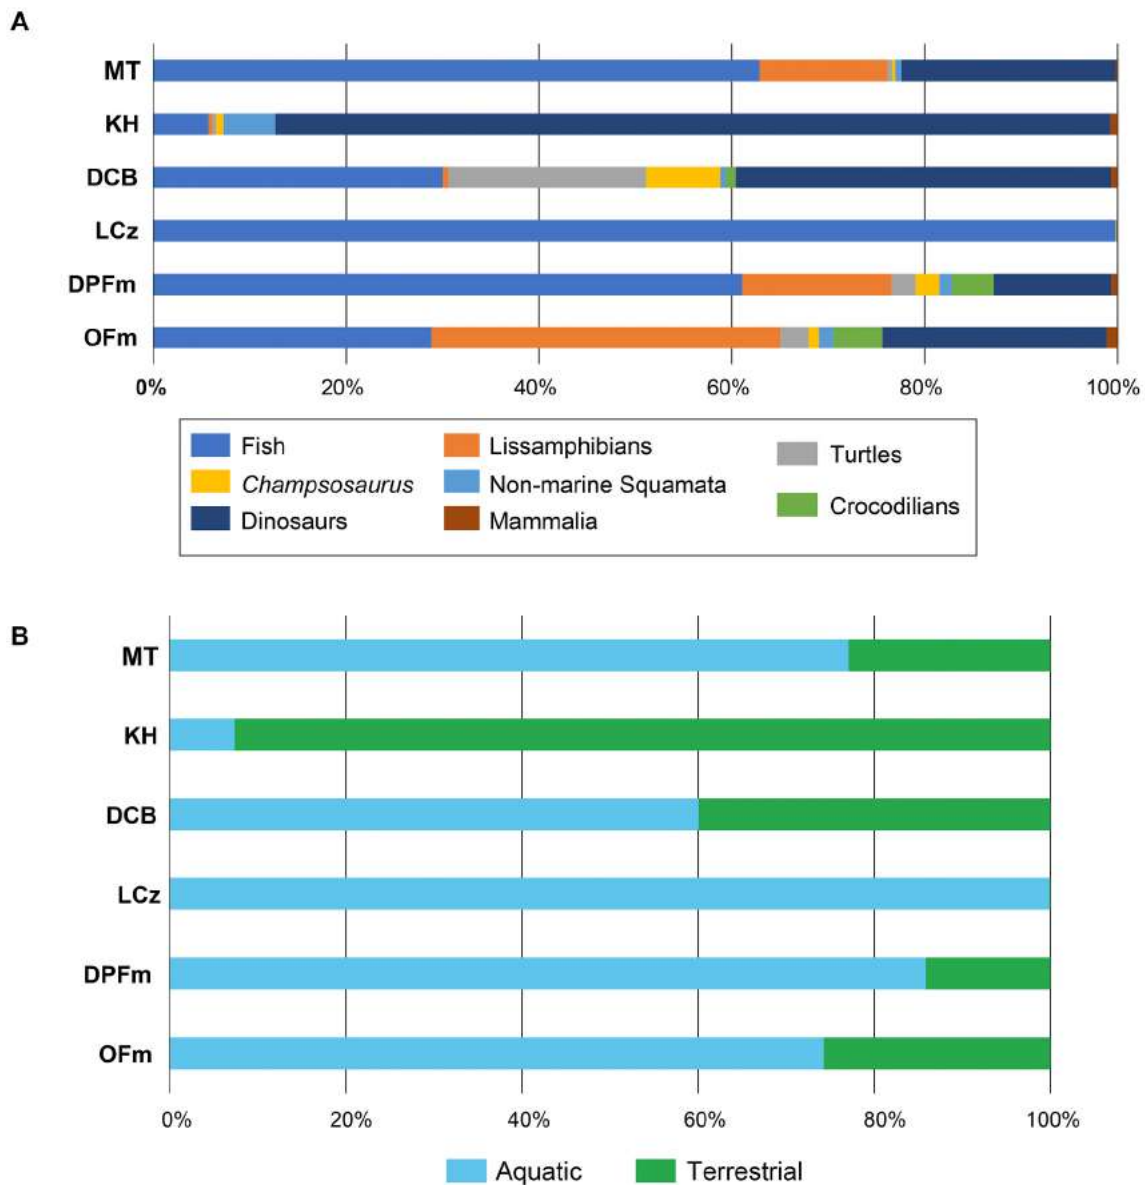 A
MT
KH
DCB
LCz
DPFm
OFm
0% 20% 40% 60% 80% 100%
Fish Lissamphibians Turtles
Champsosaurus Non-marine Squamata Crocodilians
Dinosaurs Mammalia
B
MT
KH
DCB
LCz
DPFm
OFm
0% 20% 40% 60% 80% 100%
Aquatic Terrestrial